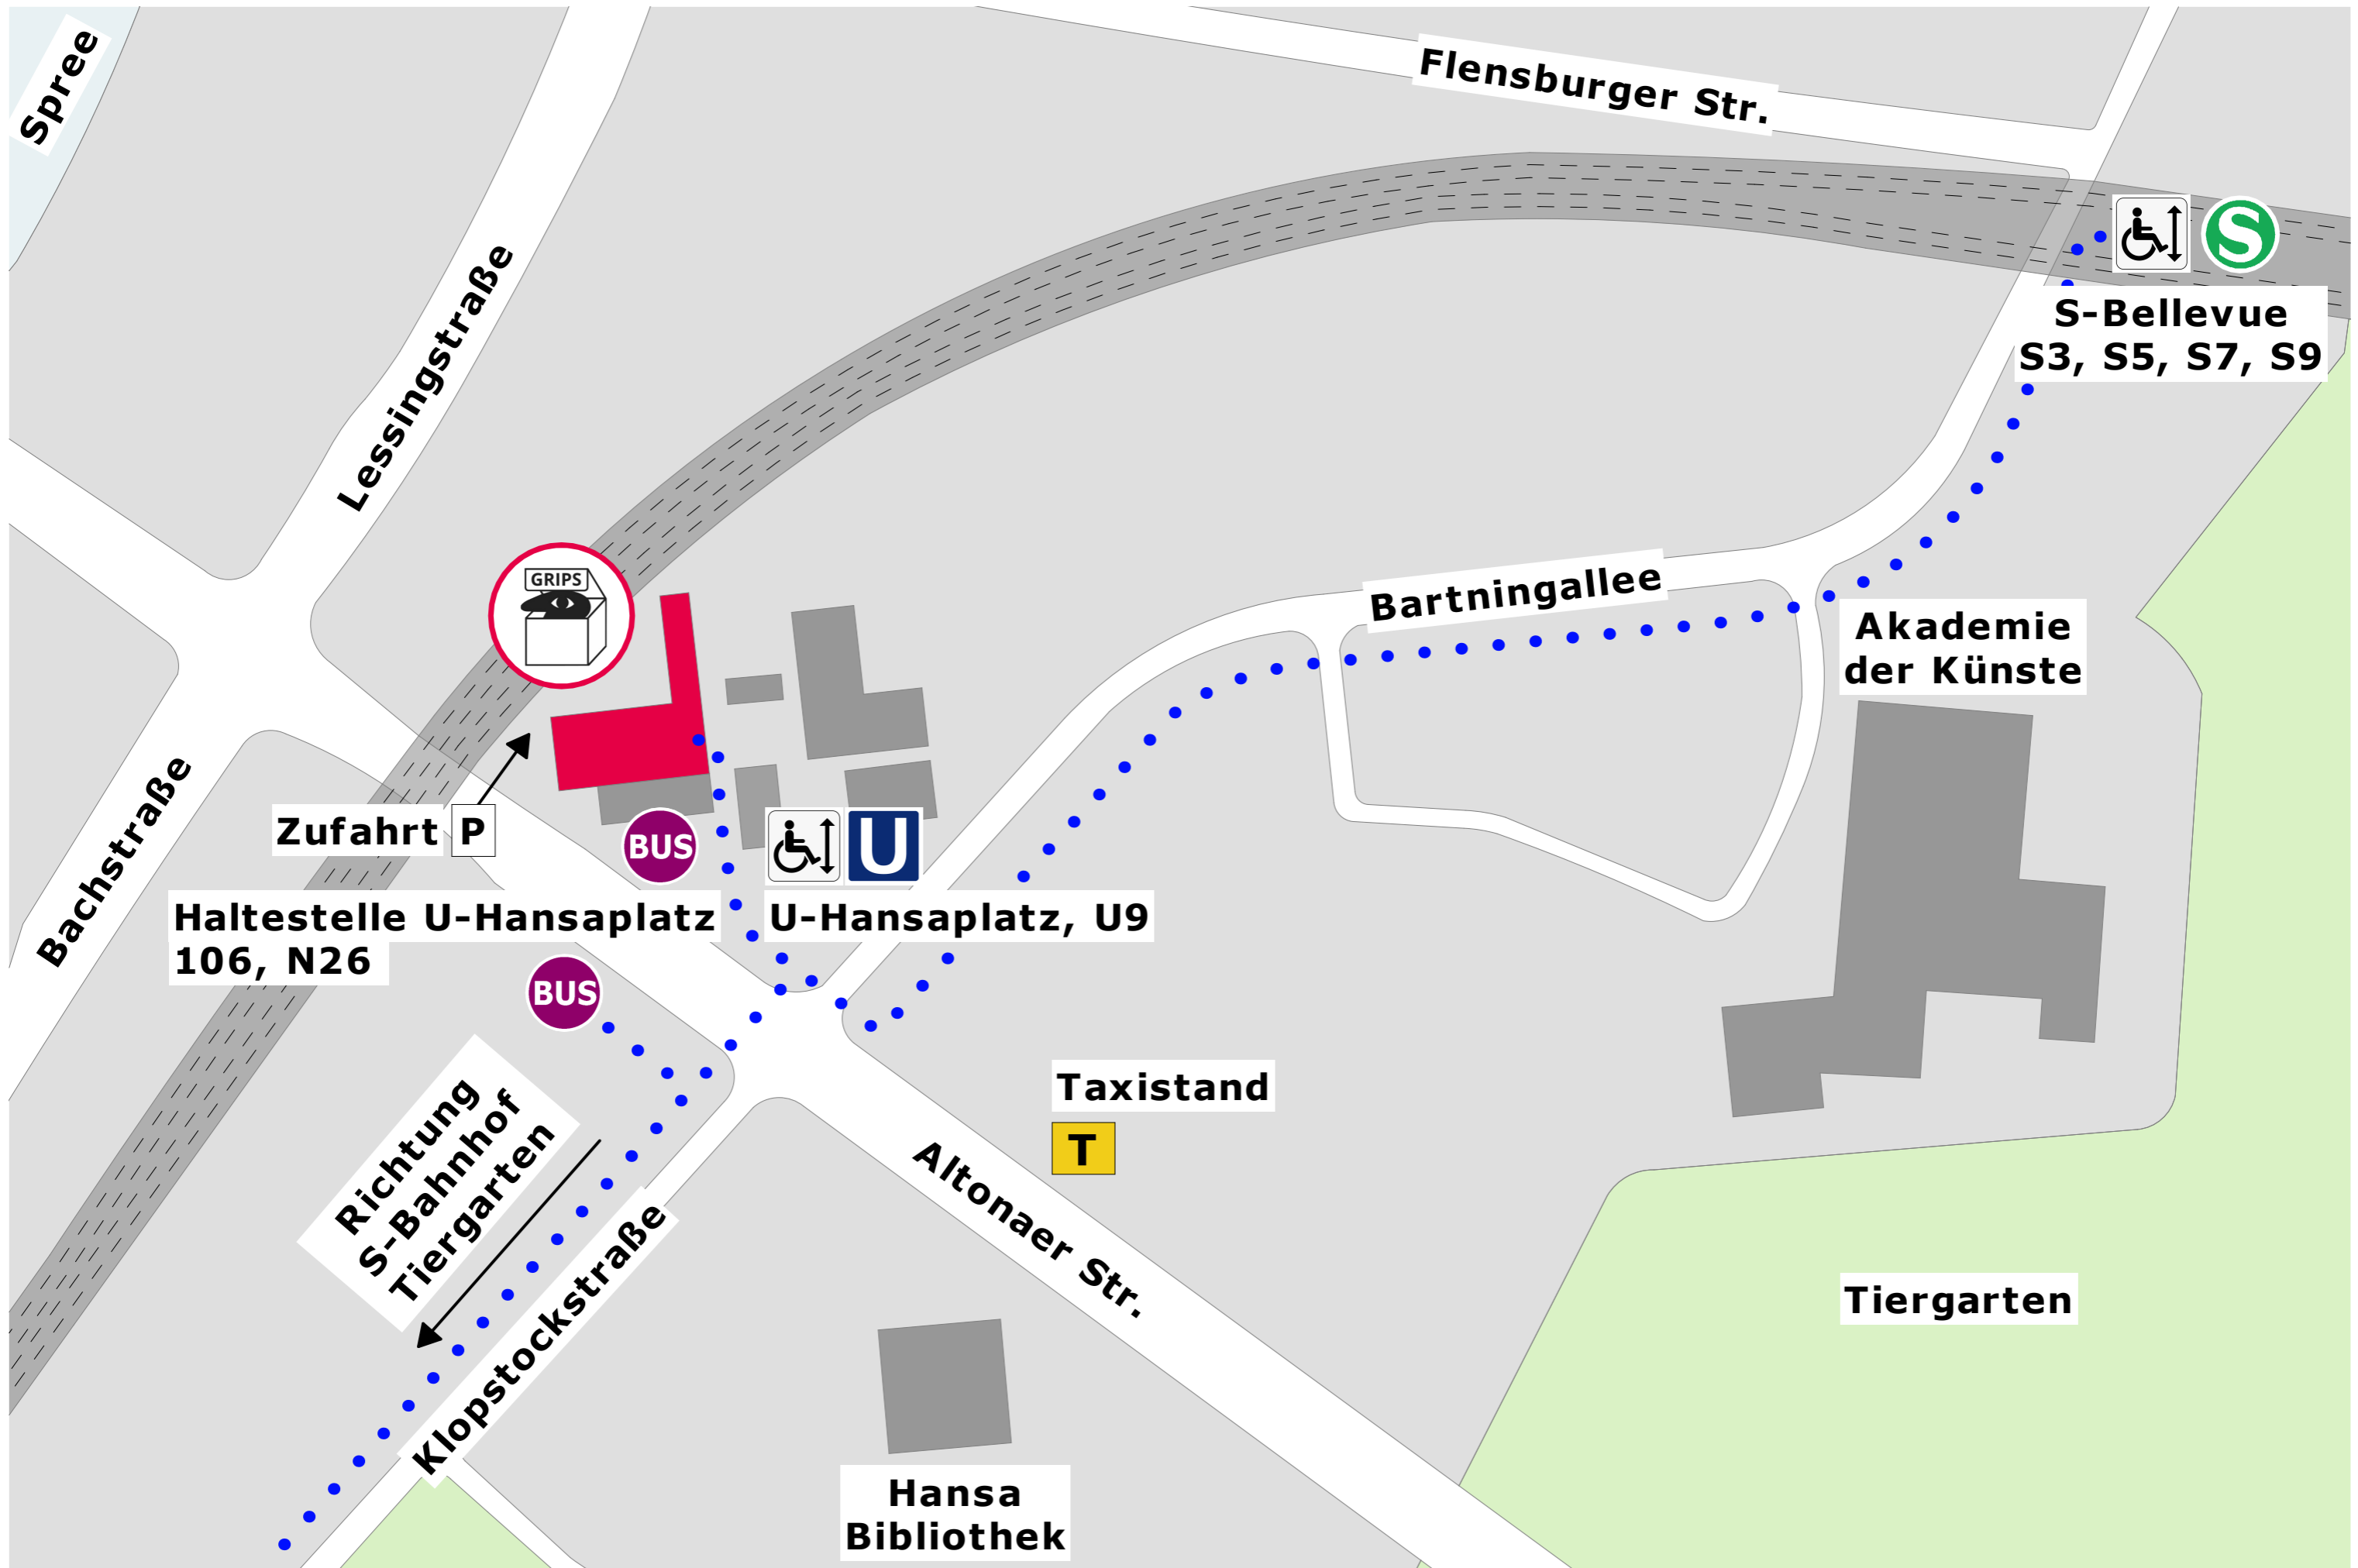 Spree
Flensburger Str.
S
S-Bellevue
S3, S5, S7, S9
Lessingstraße
GRIPS
Bartningallee
Akademie
der Künste
Zufahrt P
Bachstraße
BUS
U
Haltestelle U-Hansaplatz
106, N26
U-Hansaplatz, U9
BUS
Richtung
S-Bahnhof
Tiergarten
Taxistand
T
Altonaer Str.
Klopstockstraße
Tiergarten
Hansa
Bibliothek